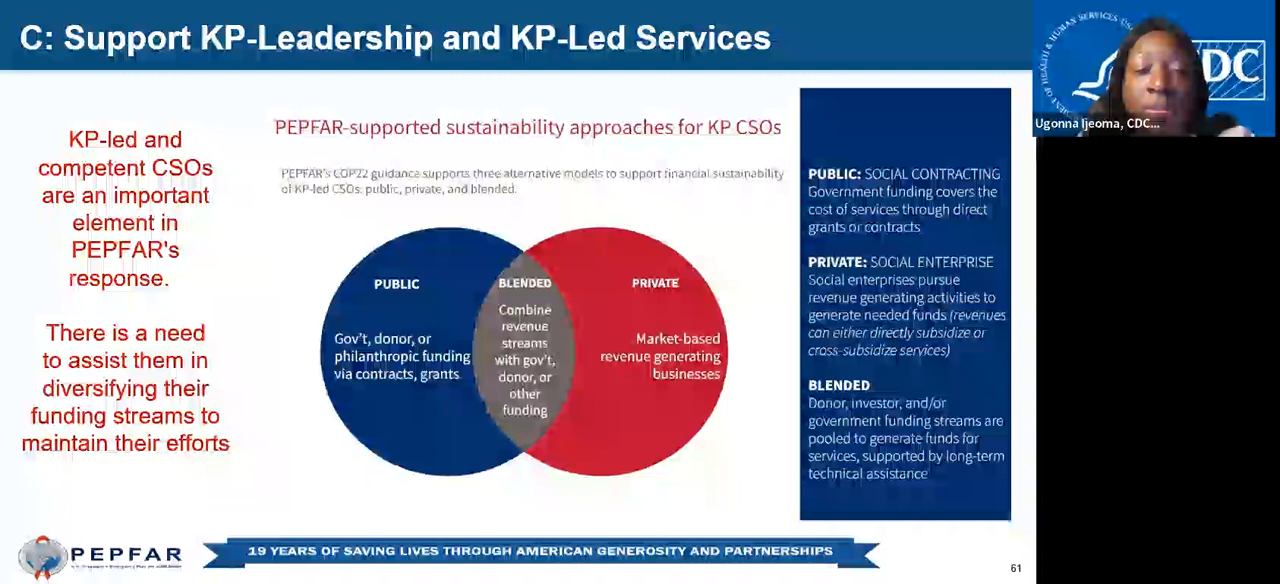 C: Support KP-Leadership and KP-Led Services
KP-led and
competent CSOs
are an important
element in
PEPFAR's
response.
There is a need
to assist them in
diversifying their
funding streams to
maintain their efforts
PEPFAR-supported sustainability approaches for KP CSOs
PEPFAR's COP22 guidance supports three alternative models to support financial sustainability
of KP-led CSOs: public, private, and blended.
PUBLIC
Gov't, donor, or
philanthropic funding
via contracts, grants
BLENDED
Combine
revenue
streams
with gov't,
donor, or
other
funding
PRIVATE
Market-based
revenue generating
businesses
PUBLIC: SOCIAL CONTRACTING
Government funding covers the
cost of services through direct
grants or contracts
PRIVATE: SOCIAL ENTERPRISE
Social enterprises pursue
revenue generating activities to
generate needed funds (revenues
can either directly subsidize or
cross-subsidize services)
BLENDED
Donor, investor, and/or
government funding streams are
pooled to generate funds for
services, supported by long-term
technical assistance
PEPFAR
19 YEARS OF SAVING LIVES THROUGH AMERICAN GENEROSITY AND PARTNERSHIPS
61
HEALTH & HUMAN SERVICES
DC
Ugonna Ijeoma, CDC...